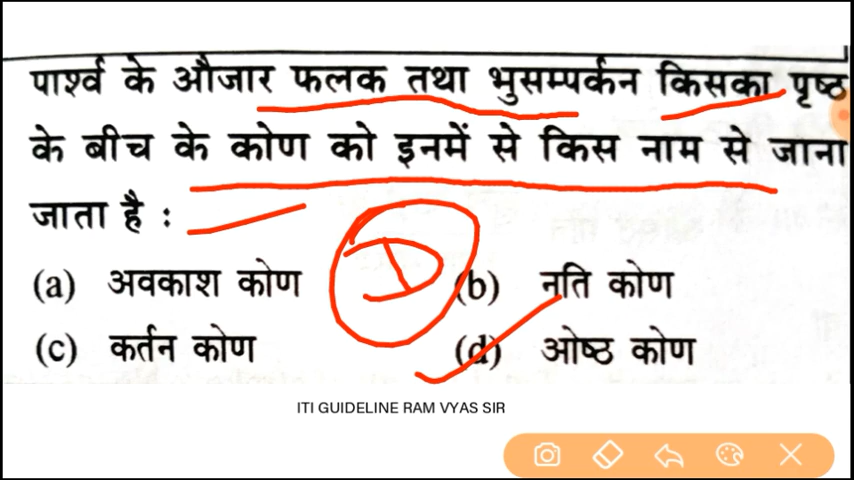 पार्श्व के औजार फलक तथा भुसम्पर्कन किसका पृष्ठ
के बीच के कोण को इनमें से किस नाम से जाना
जाता है :
D
(a) अवकाश कोण (b) नति कोण
(c) कर्तन कोण (d) ओष्ठ कोण
ITI GUIDELINE RAM VYAS SIR